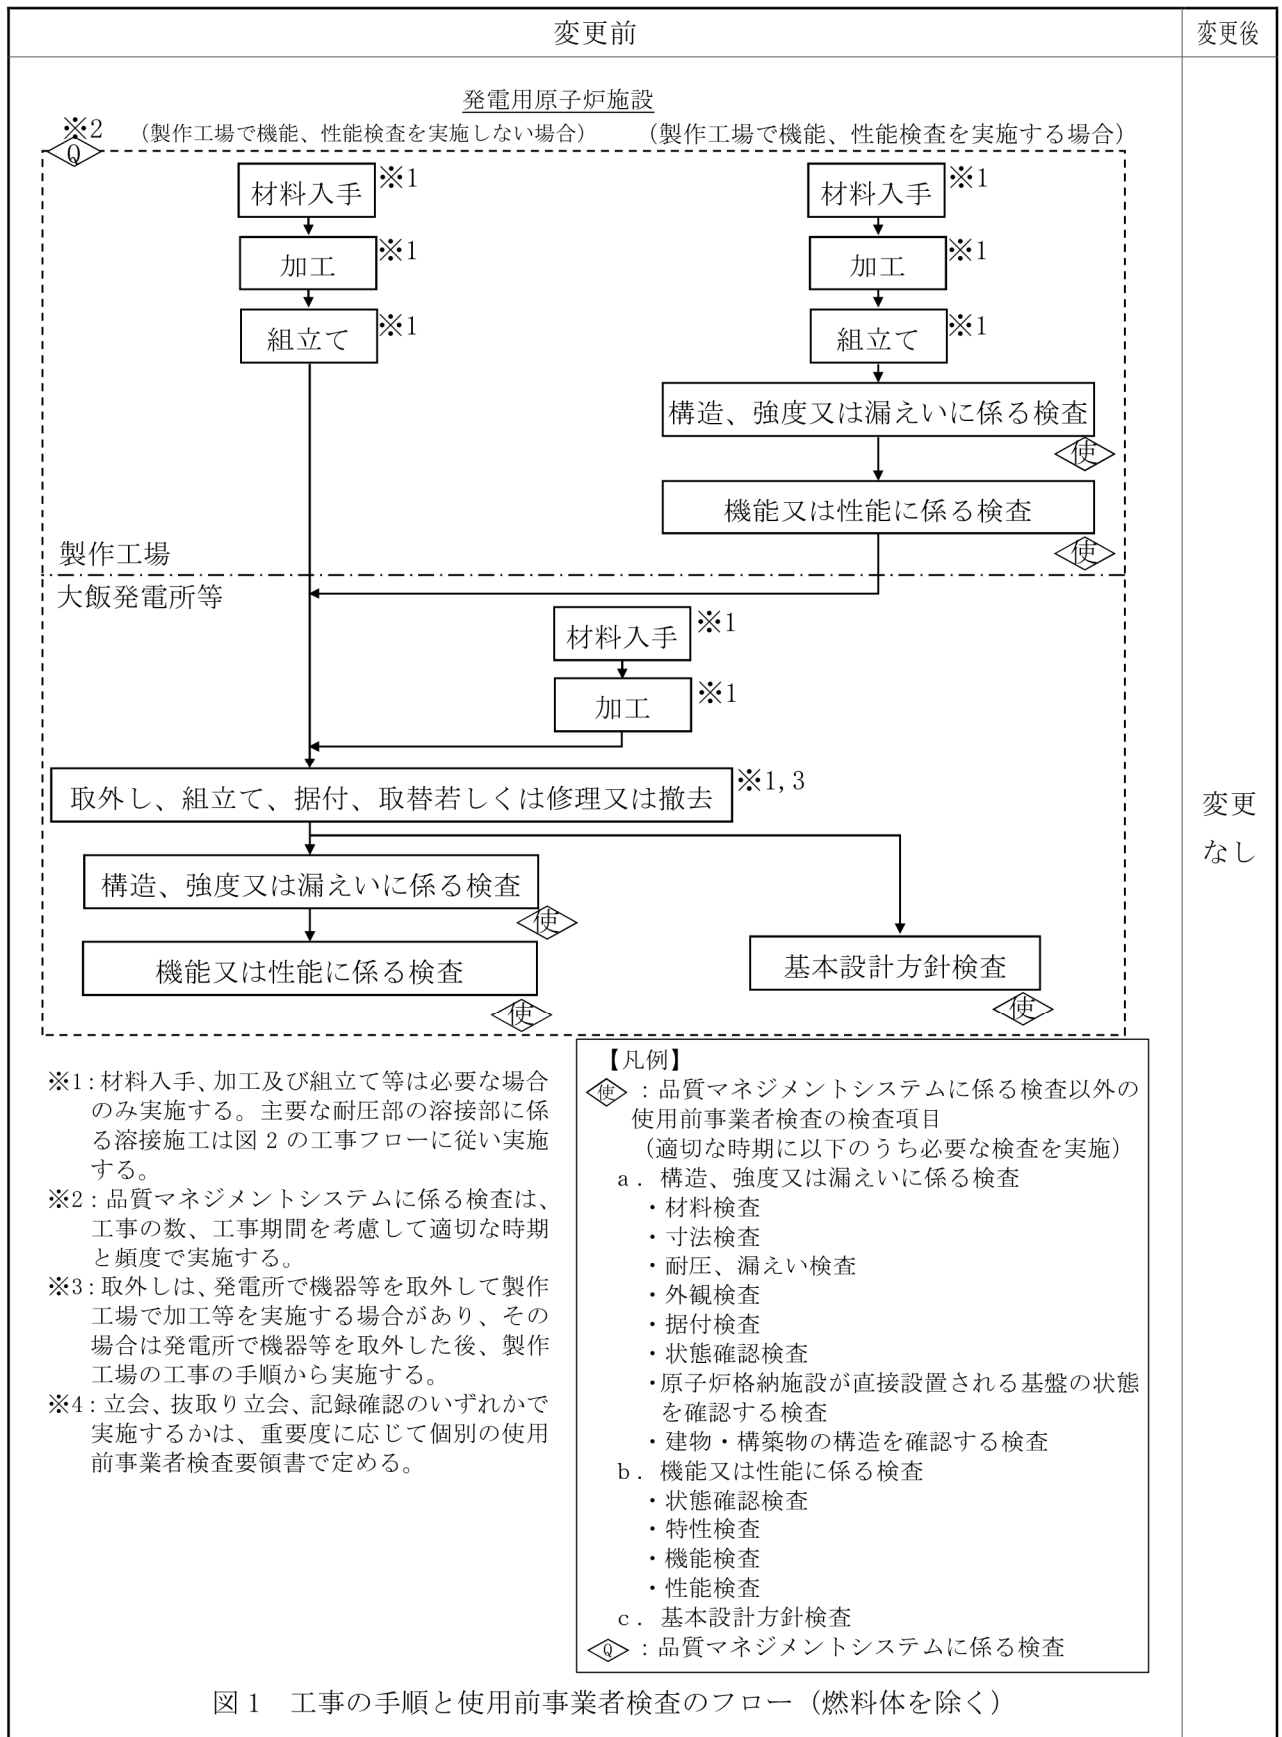 変更前
変更後
発電用原子炉施設
※2
（製作工場で機能、性能検査を実施しない場合）
（製作工場で機能、性能検査を実施する場合）
Q
材料入手
※1
材料入手
※1
加工
※1
加工
※1
組立て
※1
組立て
※1
構造、強度又は漏えいに係る検査
使
機能又は性能に係る検査
使
製作工場
大飯発電所等
材料入手
※1
加工
※1
取外し、組立て、据付、取替若しくは修理又は撤去
※1,3
変更
なし
構造、強度又は漏えいに係る検査
使
機能又は性能に係る検査
使
基本設計方針検査
使
※1：材料入手、加工及び組立て等は必要な場合
のみ実施する。主要な耐圧部の溶接部に係
る溶接施工は図 2 の工事フローに従い実施
する。
※2：品質マネジメントシステムに係る検査は、
工事の数、工事期間を考慮して適切な時期
と頻度で実施する。
※3：取外しは、発電所で機器等を取外して製作
工場で加工等を実施する場合があり、その
場合は発電所で機器等を取外した後、製作
工場の工事の手順から実施する。
※4：立会、抜取り立会、記録確認のいずれかで
実施するかは、重要度に応じて個別の使用
前事業者検査要領書で定める。
【凡例】
使：品質マネジメントシステムに係る検査以外の
使用前事業者検査の検査項目
（適切な時期に以下のうち必要な検査を実施）
a．構造、強度又は漏えいに係る検査
・材料検査
・寸法検査
・耐圧、漏えい検査
・外観検査
・据付検査
・状態確認検査
・原子炉格納施設が直接設置される基盤の状態
を確認する検査
・建物・構築物の構造を確認する検査
b．機能又は性能に係る検査
・状態確認検査
・特性検査
・機能検査
・性能検査
c．基本設計方針検査
Q：品質マネジメントシステムに係る検査
図 1　工事の手順と使用前事業者検査のフロー（燃料体を除く）